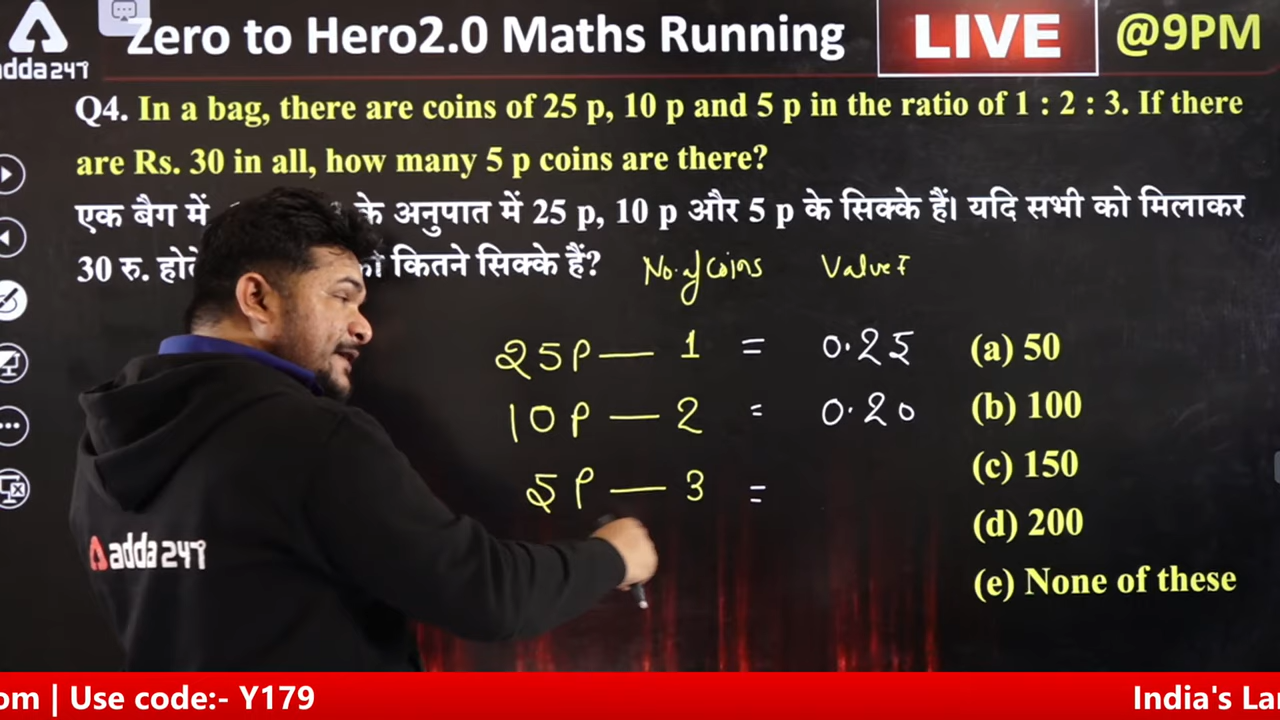 Zero to Hero2.0 Maths Running
LIVE
@9PM
adda247
Q4. In a bag, there are coins of 25 p, 10 p and 5 p in the ratio of 1 : 2 : 3. If there
are Rs. 30 in all, how many 5 p coins are there?
एक बैग में के अनुपात में 25 p, 10 p और 5 p के सिक्के हैं। यदि सभी को मिलाकर
30 रु. कितने सिक्के हैं?
No. of Coins Value ₹
25P — 1 = 0.25
10P — 2 = 0.20
5P — 3 =
(a) 50
(b) 100
(c) 150
(d) 200
(e) None of these
adda247
om | Use code:- Y179
India's La